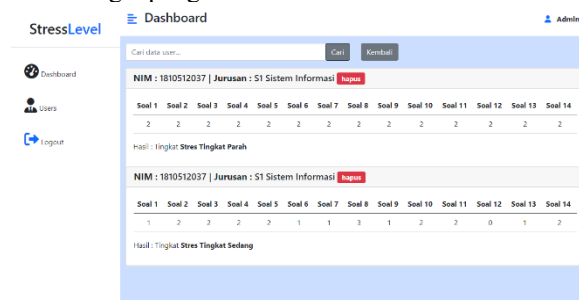 StressLevel
Dashboard
Users
Logout
Dashboard
Admin
Cari data user...
Cari
Kembali
NIM : 1810512037 | Jurusan : S1 Sistem Informasi hapus
Soal 1 Soal 2 Soal 3 Soal 4 Soal 5 Soal 6 Soal 7 Soal 8 Soal 9 Soal 10 Soal 11 Soal 12 Soal 13 Soal 14
2 2 2 2 2 2 2 2 2 2 2 2 2 2
Hasil : Tingkat Stres Tingkat Parah
NIM : 1810512037 | Jurusan : S1 Sistem Informasi hapus
Soal 1 Soal 2 Soal 3 Soal 4 Soal 5 Soal 6 Soal 7 Soal 8 Soal 9 Soal 10 Soal 11 Soal 12 Soal 13 Soal 14
1 2 2 2 2 1 1 3 1 2 2 0 1 2
Hasil : Tingkat Stres Tingkat Sedang